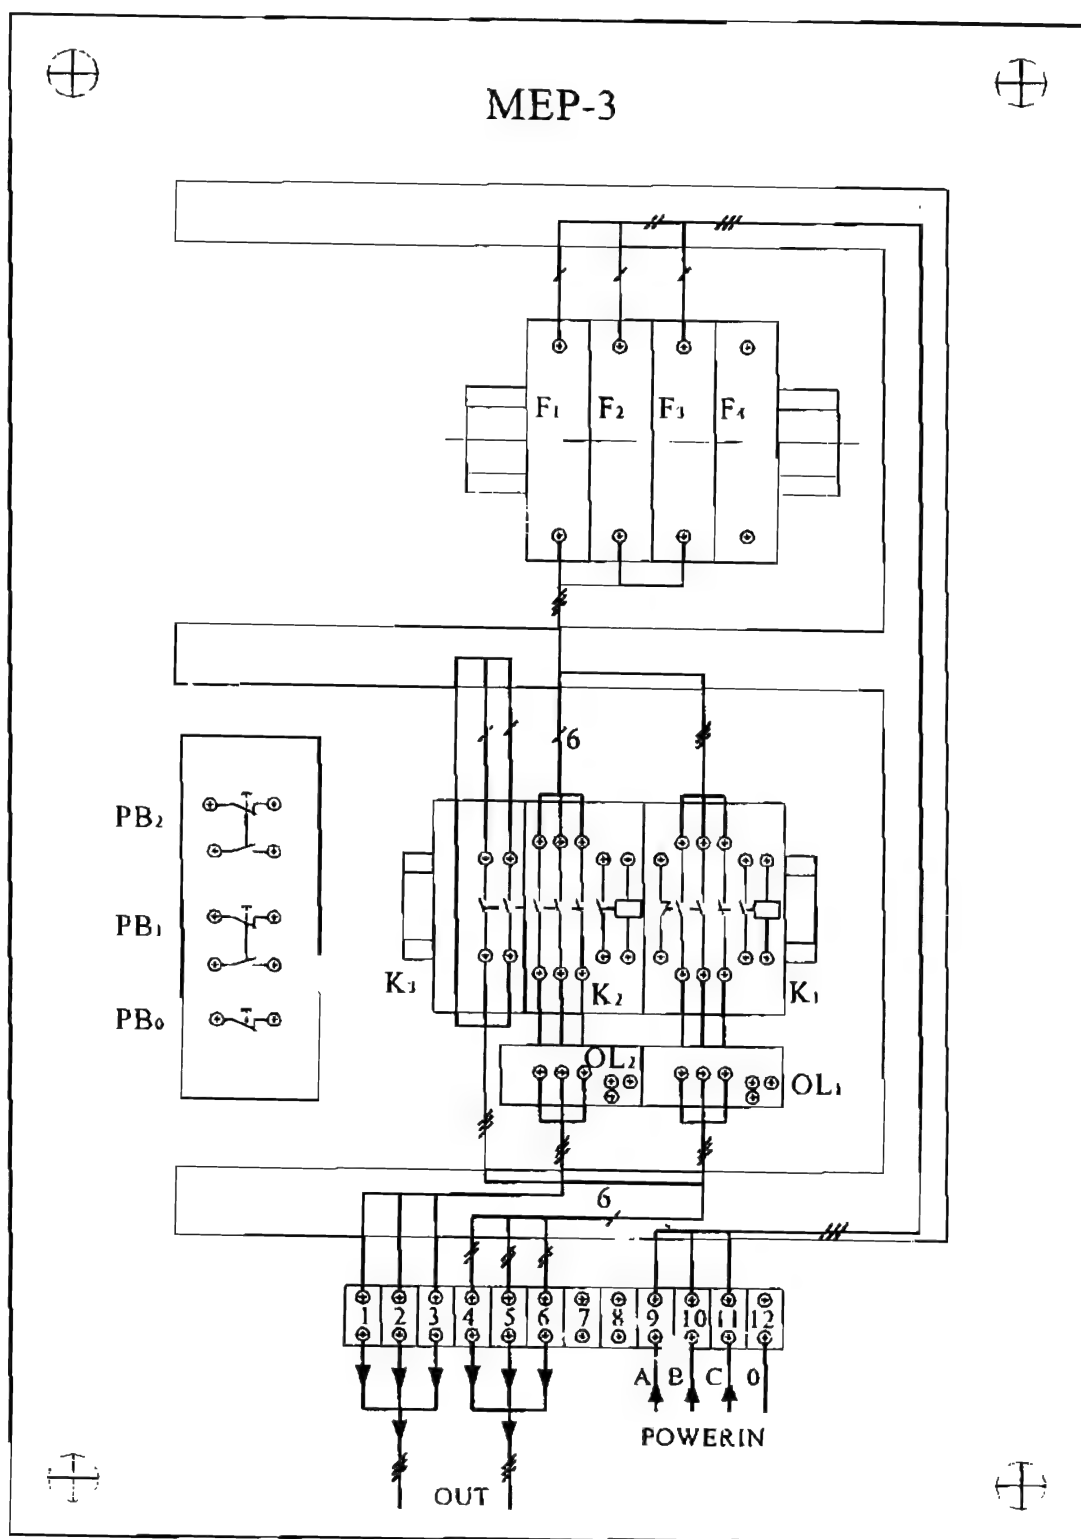 MEP-3
F₁ F₂ F₃ F₄
6
PB₂
PB₁
PB₀
K₃ K₂ K₁
OL₂ OL₁
6
1 2 3 4 5 6 7 8 9 10 11 12
A B C 0
POWERIN
OUT